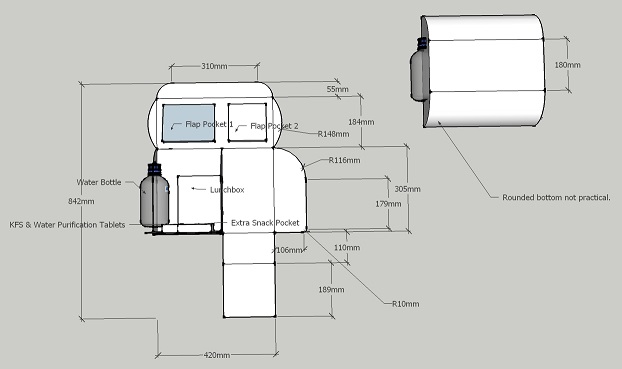 310mm
180mm
55mm
Flap Pocket 1
Flap Pocket 2
184mm
R148mm
R116mm
Water Bottle
Lunchbox
305mm
842mm
Rounded bottom not practical.
179mm
KFS & Water Purification Tablets
Extra Snack Pocket
106mm
110mm
189mm
R10mm
420mm